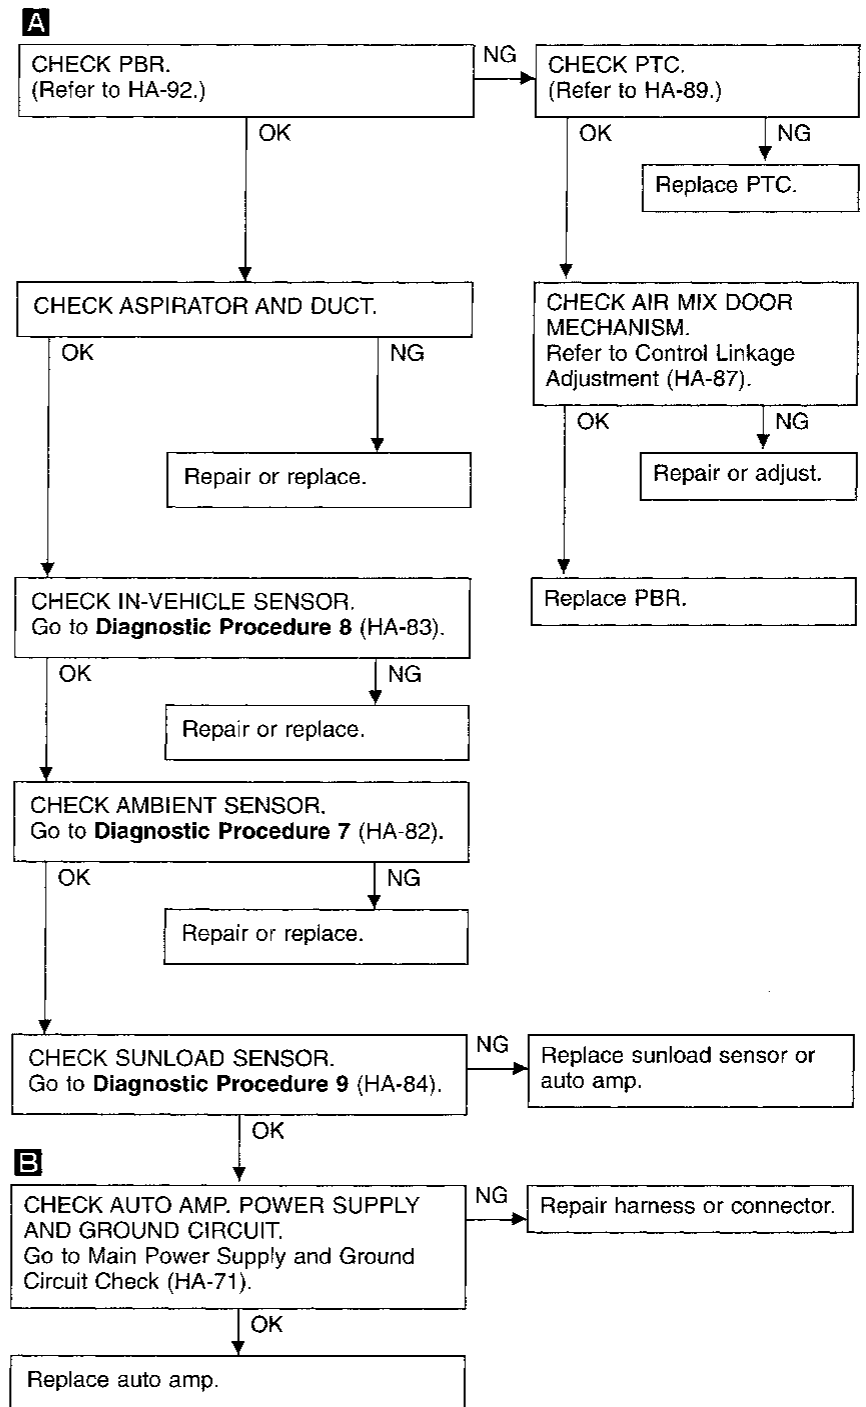 A
CHECK PBR.
(Refer to HA-92.)
NG
CHECK PTC.
(Refer to HA-89.)
OK
OK
NG
Replace PTC.
CHECK ASPIRATOR AND DUCT.
CHECK AIR MIX DOOR
MECHANISM.
Refer to Control Linkage
Adjustment (HA-87).
OK
NG
OK
NG
Repair or replace.
Repair or adjust.
CHECK IN-VEHICLE SENSOR.
Go to Diagnostic Procedure 8 (HA-83).
Replace PBR.
OK
NG
Repair or replace.
CHECK AMBIENT SENSOR.
Go to Diagnostic Procedure 7 (HA-82).
OK
NG
Repair or replace.
CHECK SUNLOAD SENSOR.
Go to Diagnostic Procedure 9 (HA-84).
NG
Replace sunload sensor or
auto amp.
OK
B
CHECK AUTO AMP. POWER SUPPLY
AND GROUND CIRCUIT.
Go to Main Power Supply and Ground
Circuit Check (HA-71).
NG
Repair harness or connector.
OK
Replace auto amp.